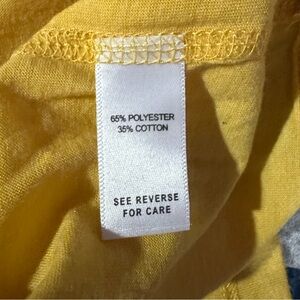 65% POLYESTER
35% COTTON
SEE REVERSE
FOR CARE